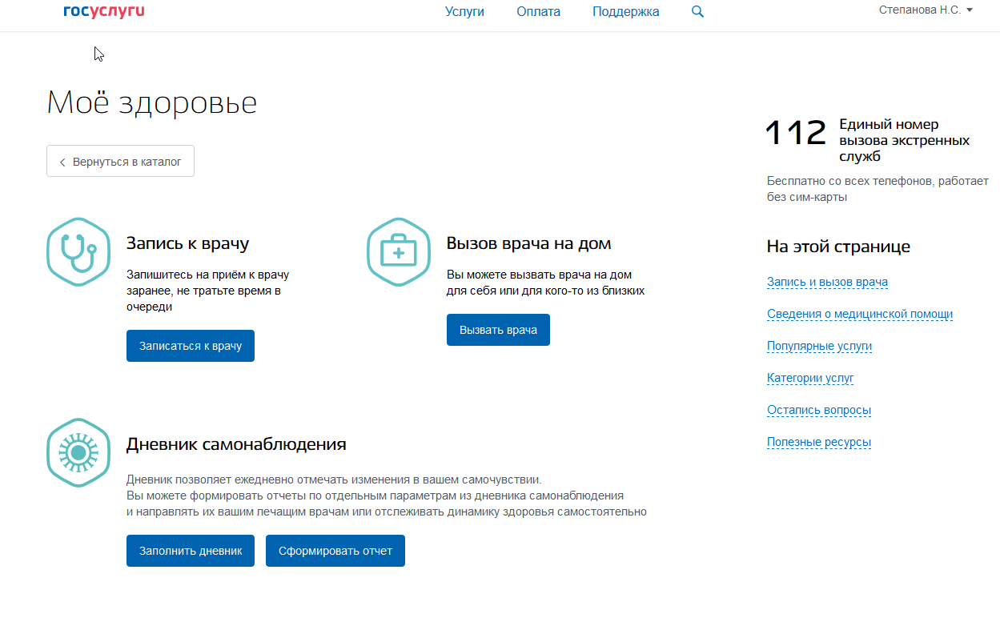 госуслуги
Услуги
Оплата
Поддержка
Степанова Н.С.
Моё здоровье
Вернуться в каталог
Запись к врачу
Запишитесь на приём к врачу
заранее, не тратьте время в
очереди
Записаться к врачу
Вызов врача на дом
Вы можете вызвать врача на дом
для себя или для кого-то из близких
Вызвать врача
Дневник самонаблюдения
Дневник позволяет ежедневно отмечать изменения в вашем самочувствии.
Вы можете формировать отчеты по отдельным параметрам из дневника самонаблюдения
и направлять их вашим лечащим врачам или отслеживать динамику здоровья самостоятельно
Заполнить дневник
Сформировать отчет
112
Единый номер
вызова экстренных
служб
Бесплатно со всех телефонов, работает
без сим-карты
На этой странице
Запись и вызов врача
Сведения о медицинской помощи
Популярные услуги
Категории услуг
Остались вопросы
Полезные ресурсы